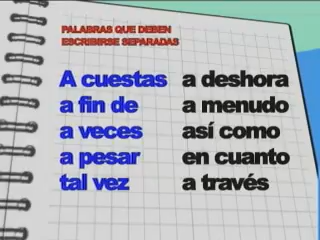 PALABRAS QUE DEBEN
ESCRIBIRSE SEPARADAS
A cuestas a deshora
a fin de a menudo
a veces así como
a pesar en cuanto
tal vez a través